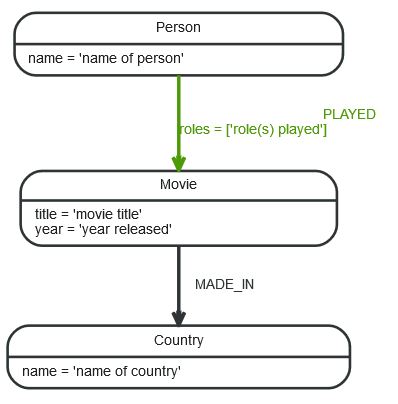 Person
name = 'name of person'
PLAYED
roles = ['role(s) played']
Movie
title = 'movie title'
year = 'year released'
MADE_IN
Country
name = 'name of country'